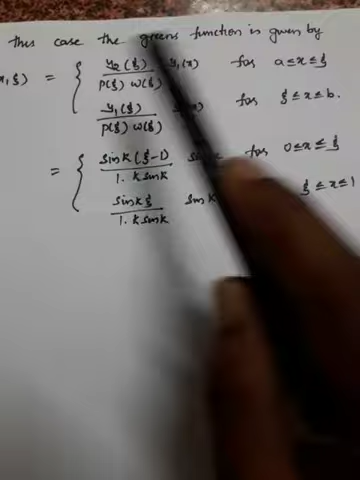 this case the greens function is given by
x, ξ) = { y₂(ξ) / P(ξ) W(ξ) y₁(x) for a ≤ x ≤ ξ
y₁(ξ) / P(ξ) W(ξ) for ξ ≤ x ≤ b.
= { sin k(ξ-1) / 1. k sin k for 0 ≤ x ≤ ξ
sin kξ / 1. k sin k sin k ξ ≤ x ≤ 1